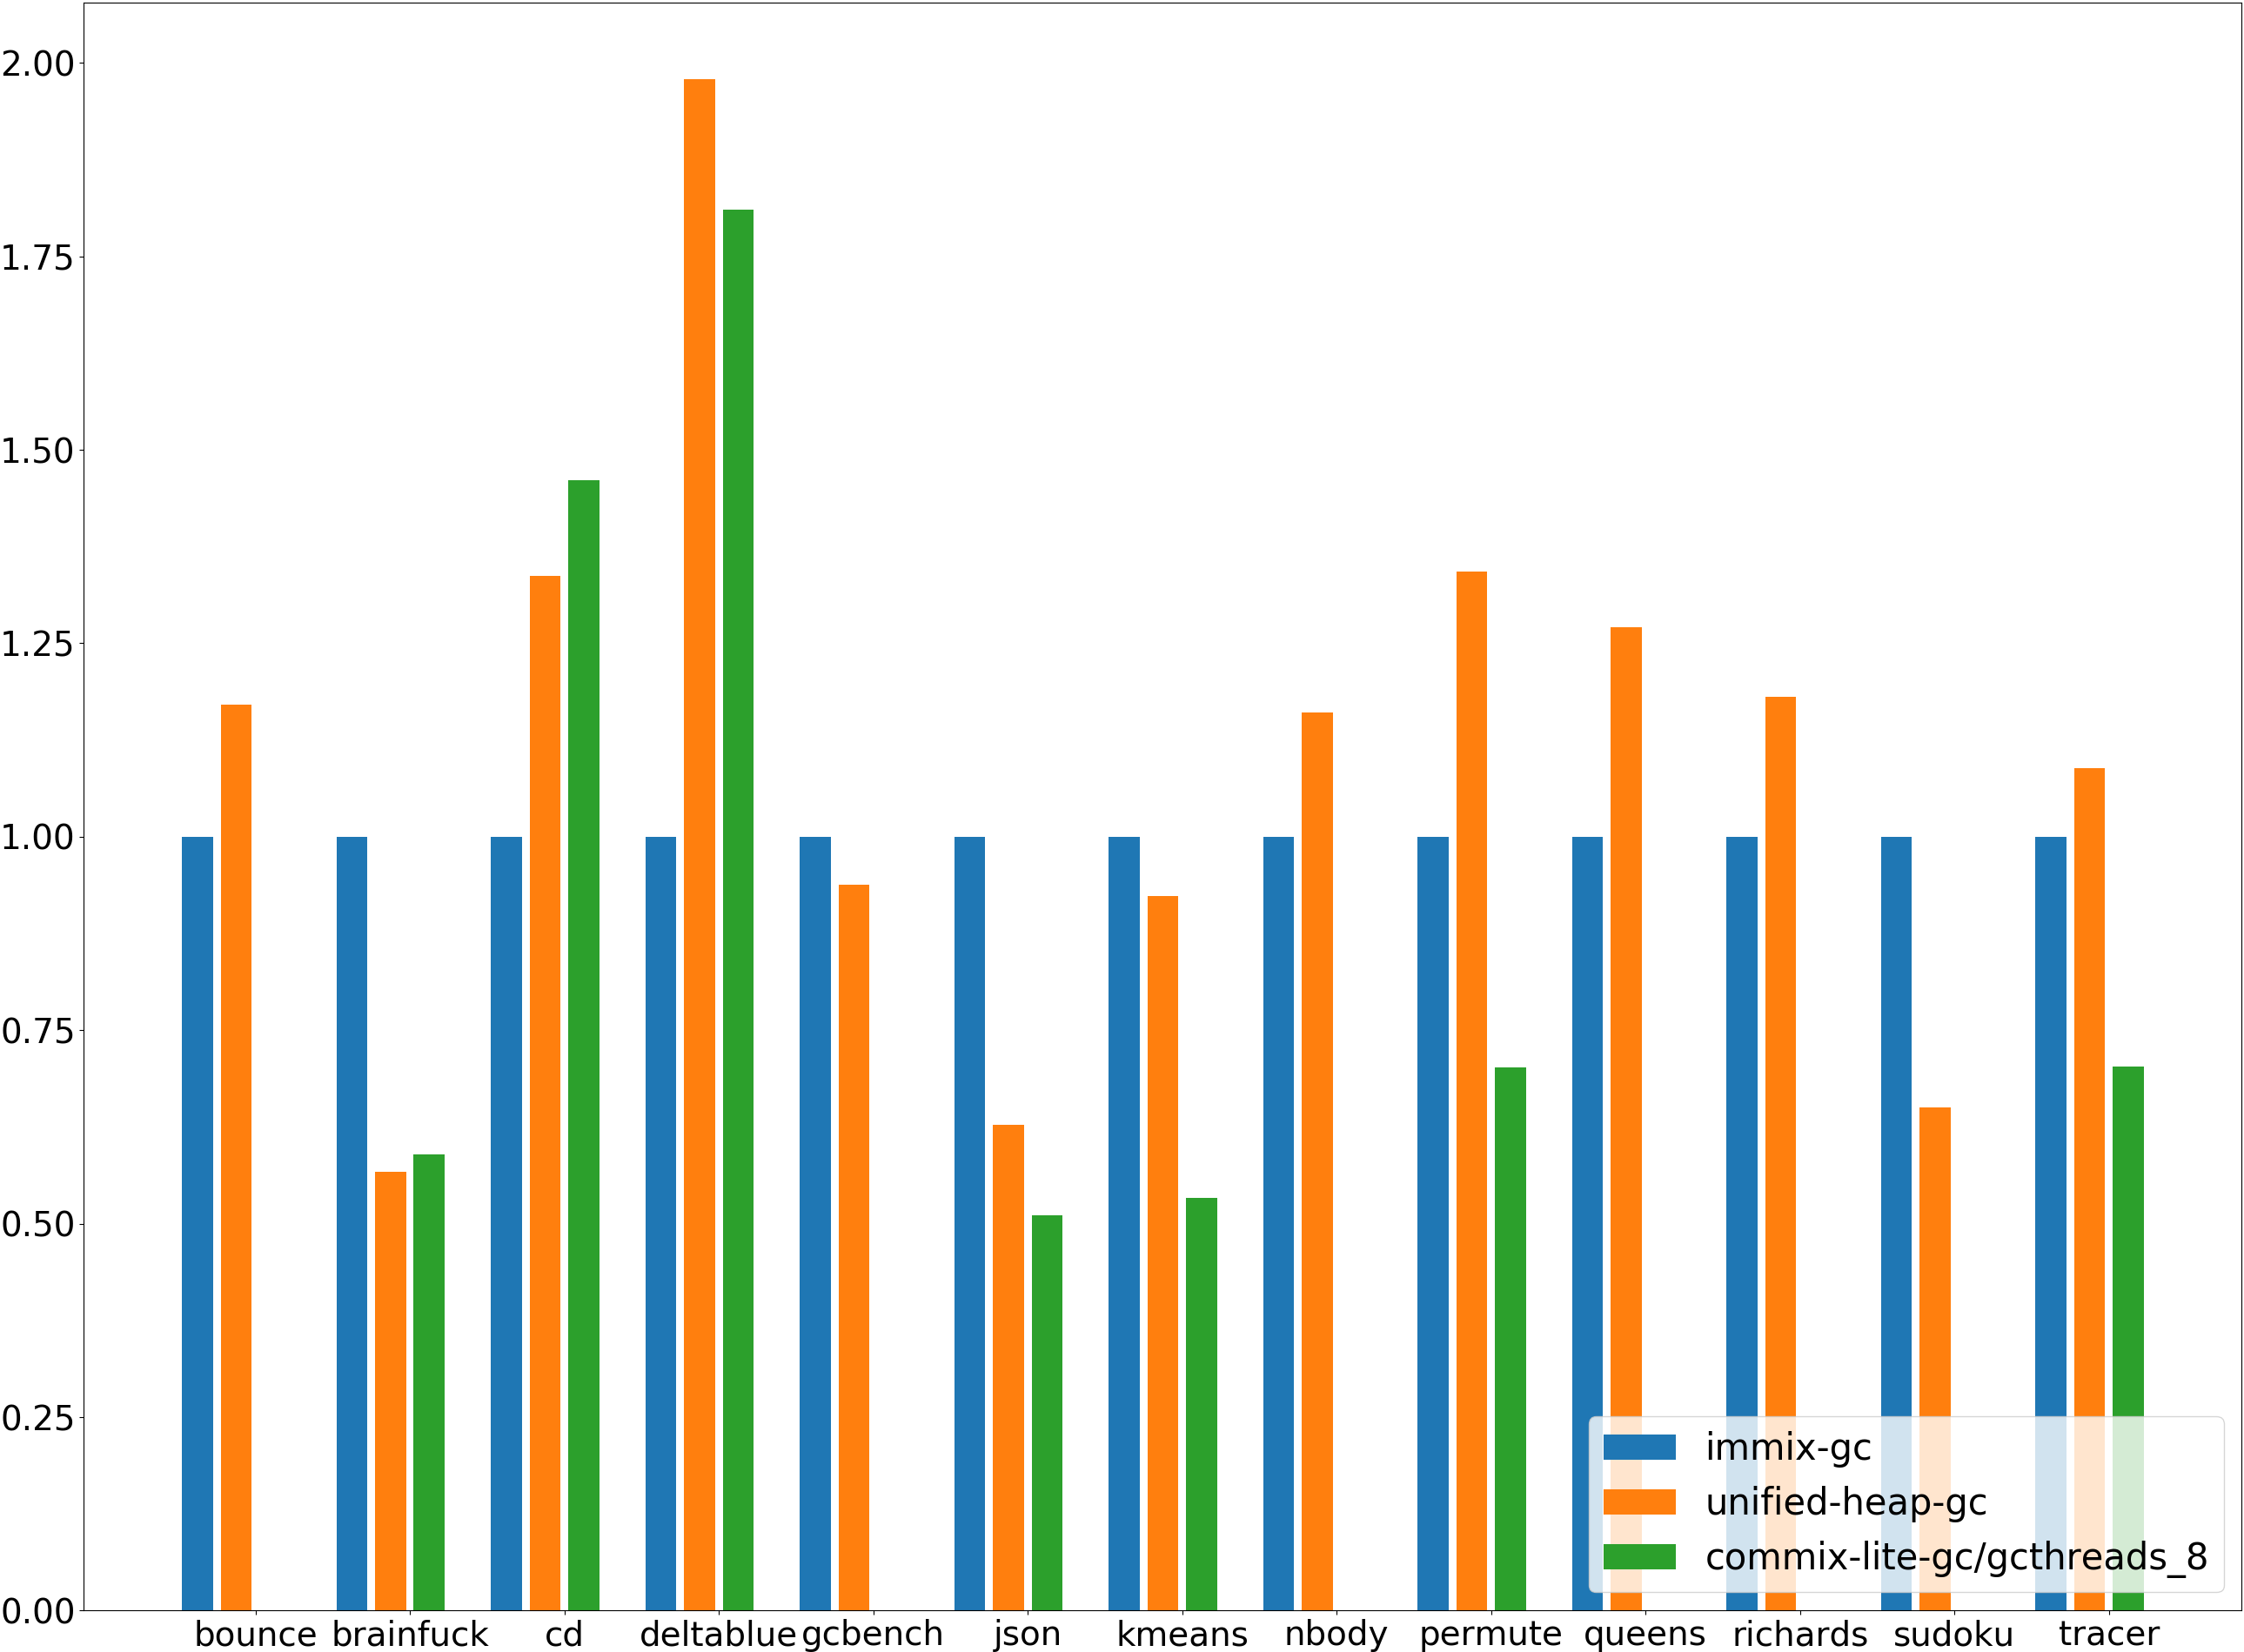 2.00
1.75
1.50
1.25
1.00
0.75
0.50
0.25
0.00
bounce brainfuck cd deltablue gcbench json kmeans nbody permute queens richards sudoku tracer
immix-gc
unified-heap-gc
commix-lite-gc/gcthreads_8